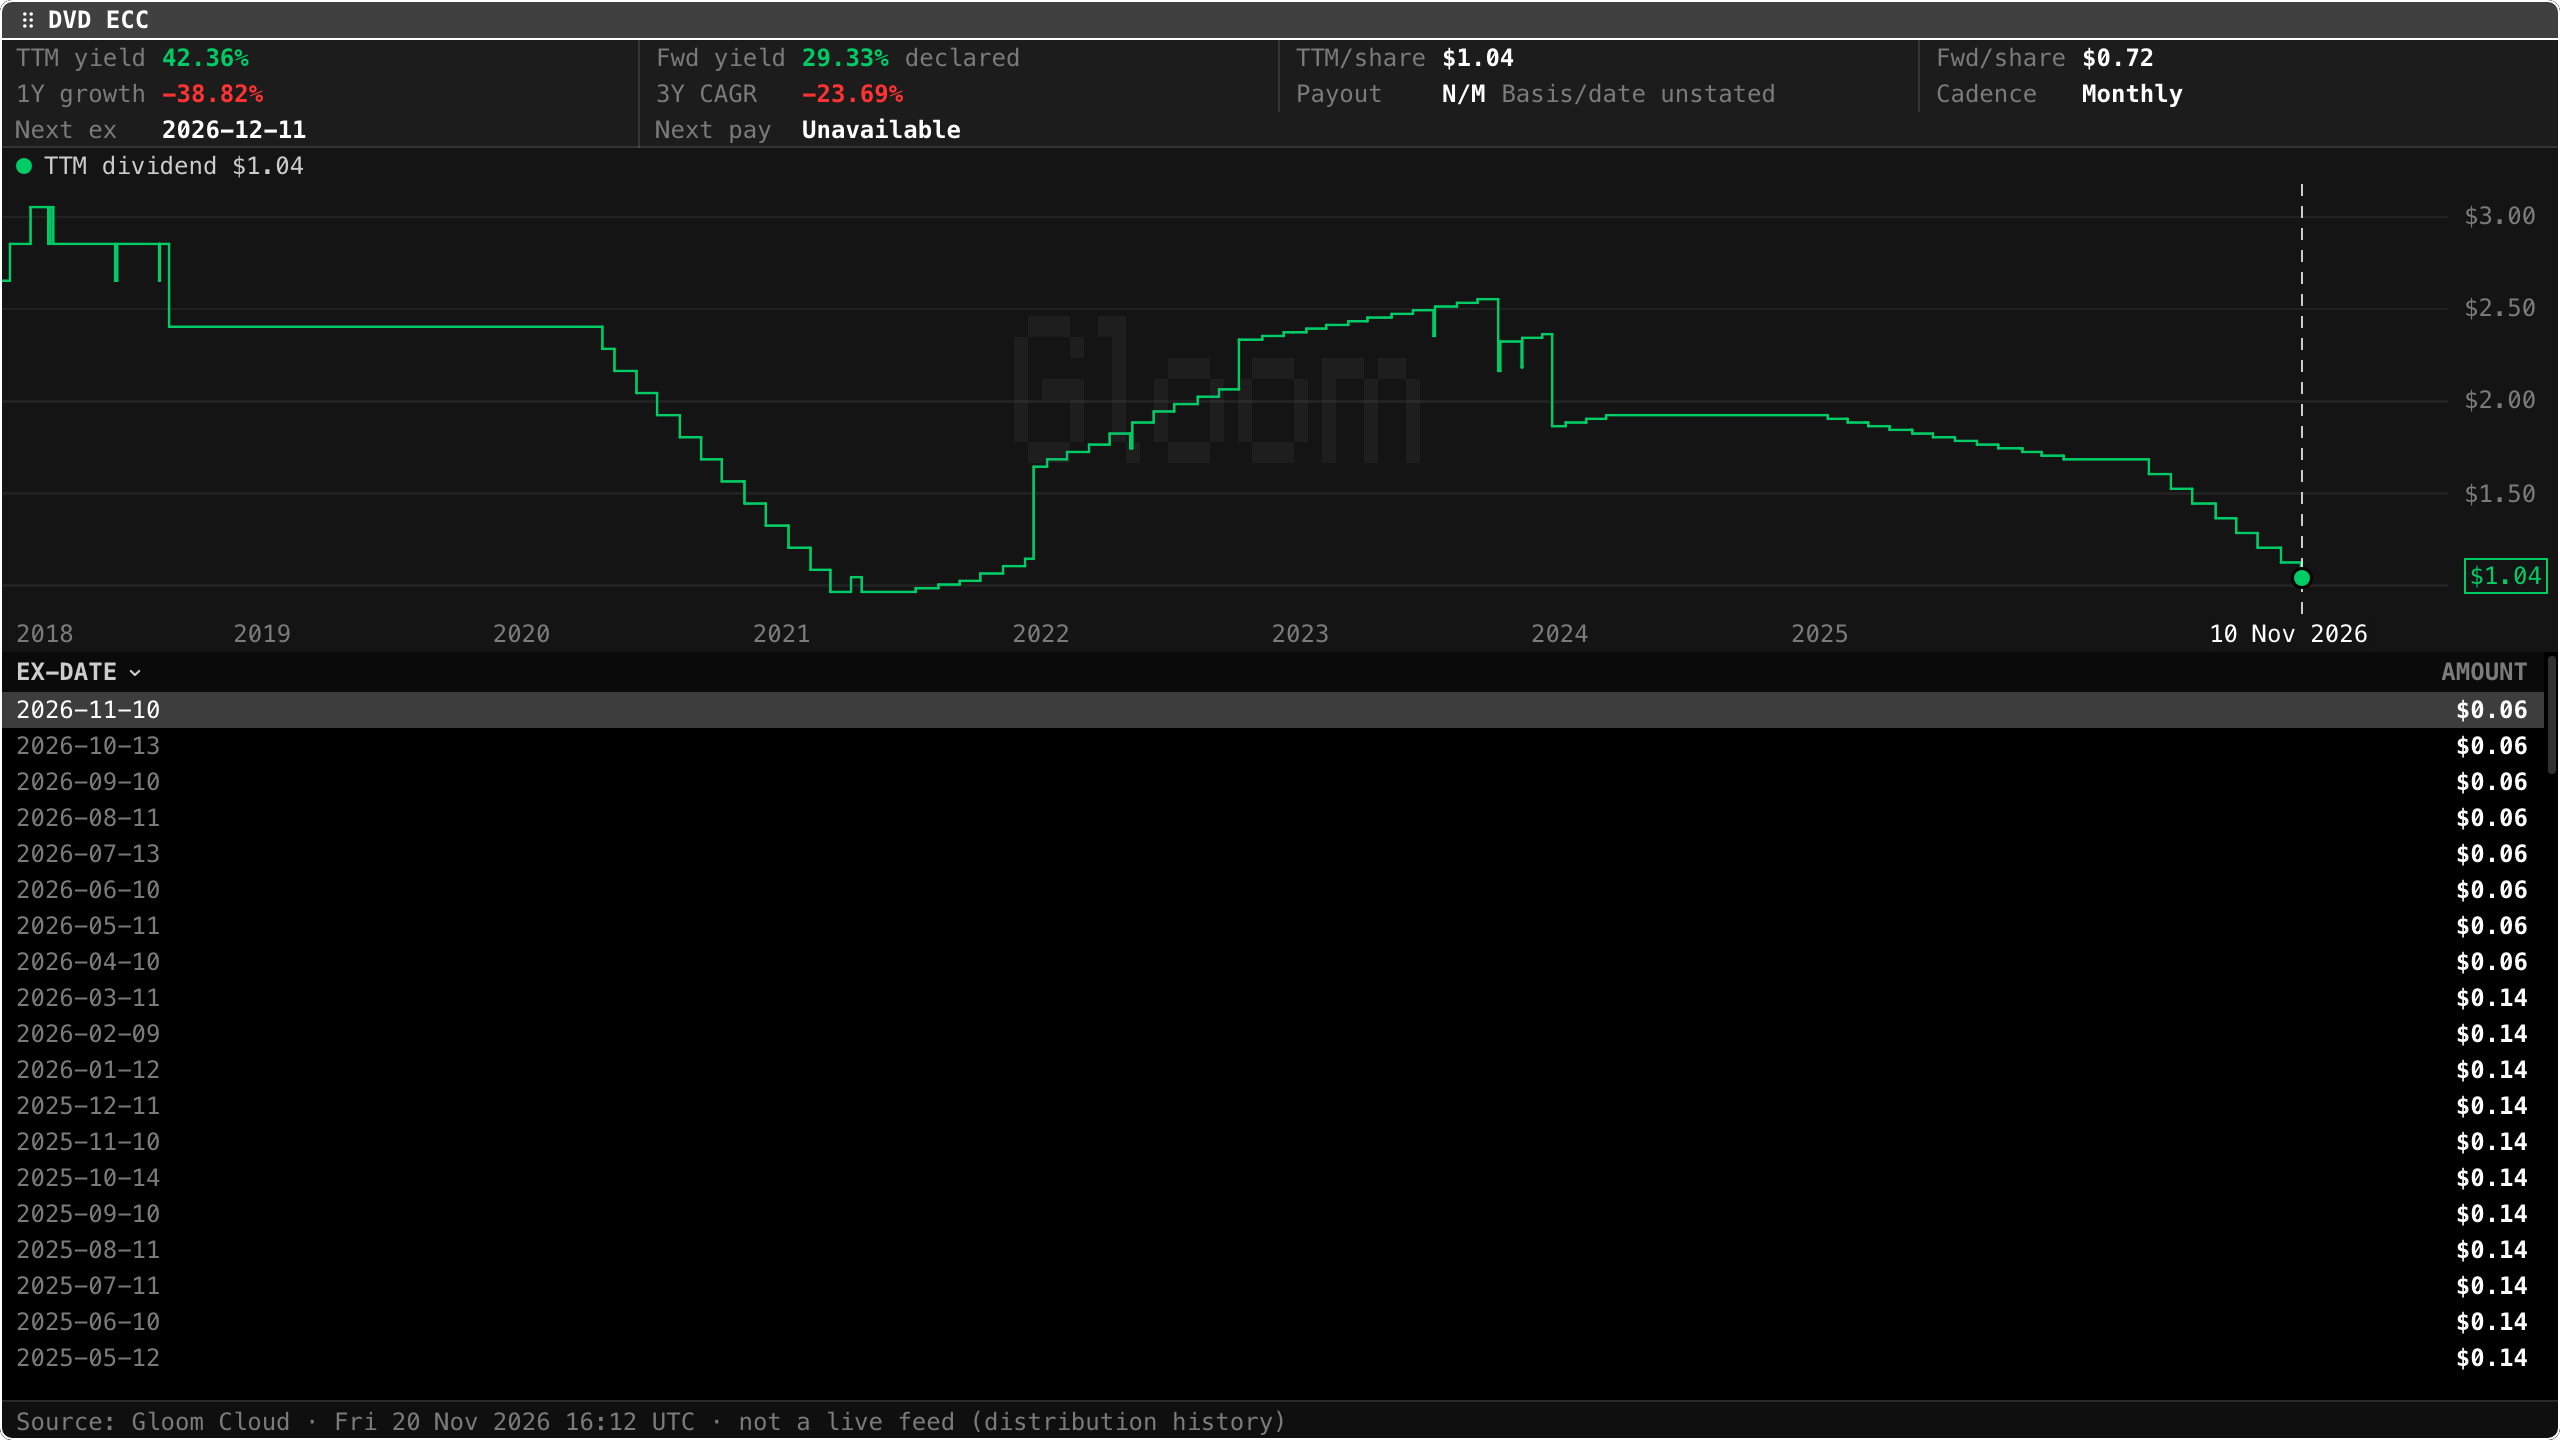 DVD ECC
TTM yield 42.36% Fwd yield 29.33% declared TTM/share $1.04 Fwd/share $0.72
1Y growth -38.82% 3Y CAGR -23.69% Payout N/M Basis/date unstated Cadence Monthly
Next ex 2026-12-11 Next pay Unavailable
TTM dividend $1.04
$3.00
$2.50
Gloom
$2.00
$1.50
$1.04
2018 2019 2020 2021 2022 2023 2024 2025 10 Nov 2026
EX-DATE AMOUNT
2026-11-10 $0.06
2026-10-13 $0.06
2026-09-10 $0.06
2026-08-11 $0.06
2026-07-13 $0.06
2026-06-10 $0.06
2026-05-11 $0.06
2026-04-10 $0.06
2026-03-11 $0.14
2026-02-09 $0.14
2026-01-12 $0.14
2025-12-11 $0.14
2025-11-10 $0.14
2025-10-14 $0.14
2025-09-10 $0.14
2025-08-11 $0.14
2025-07-11 $0.14
2025-06-10 $0.14
2025-05-12 $0.14
Source: Gloom Cloud · Fri 20 Nov 2026 16:12 UTC · not a live feed (distribution history)